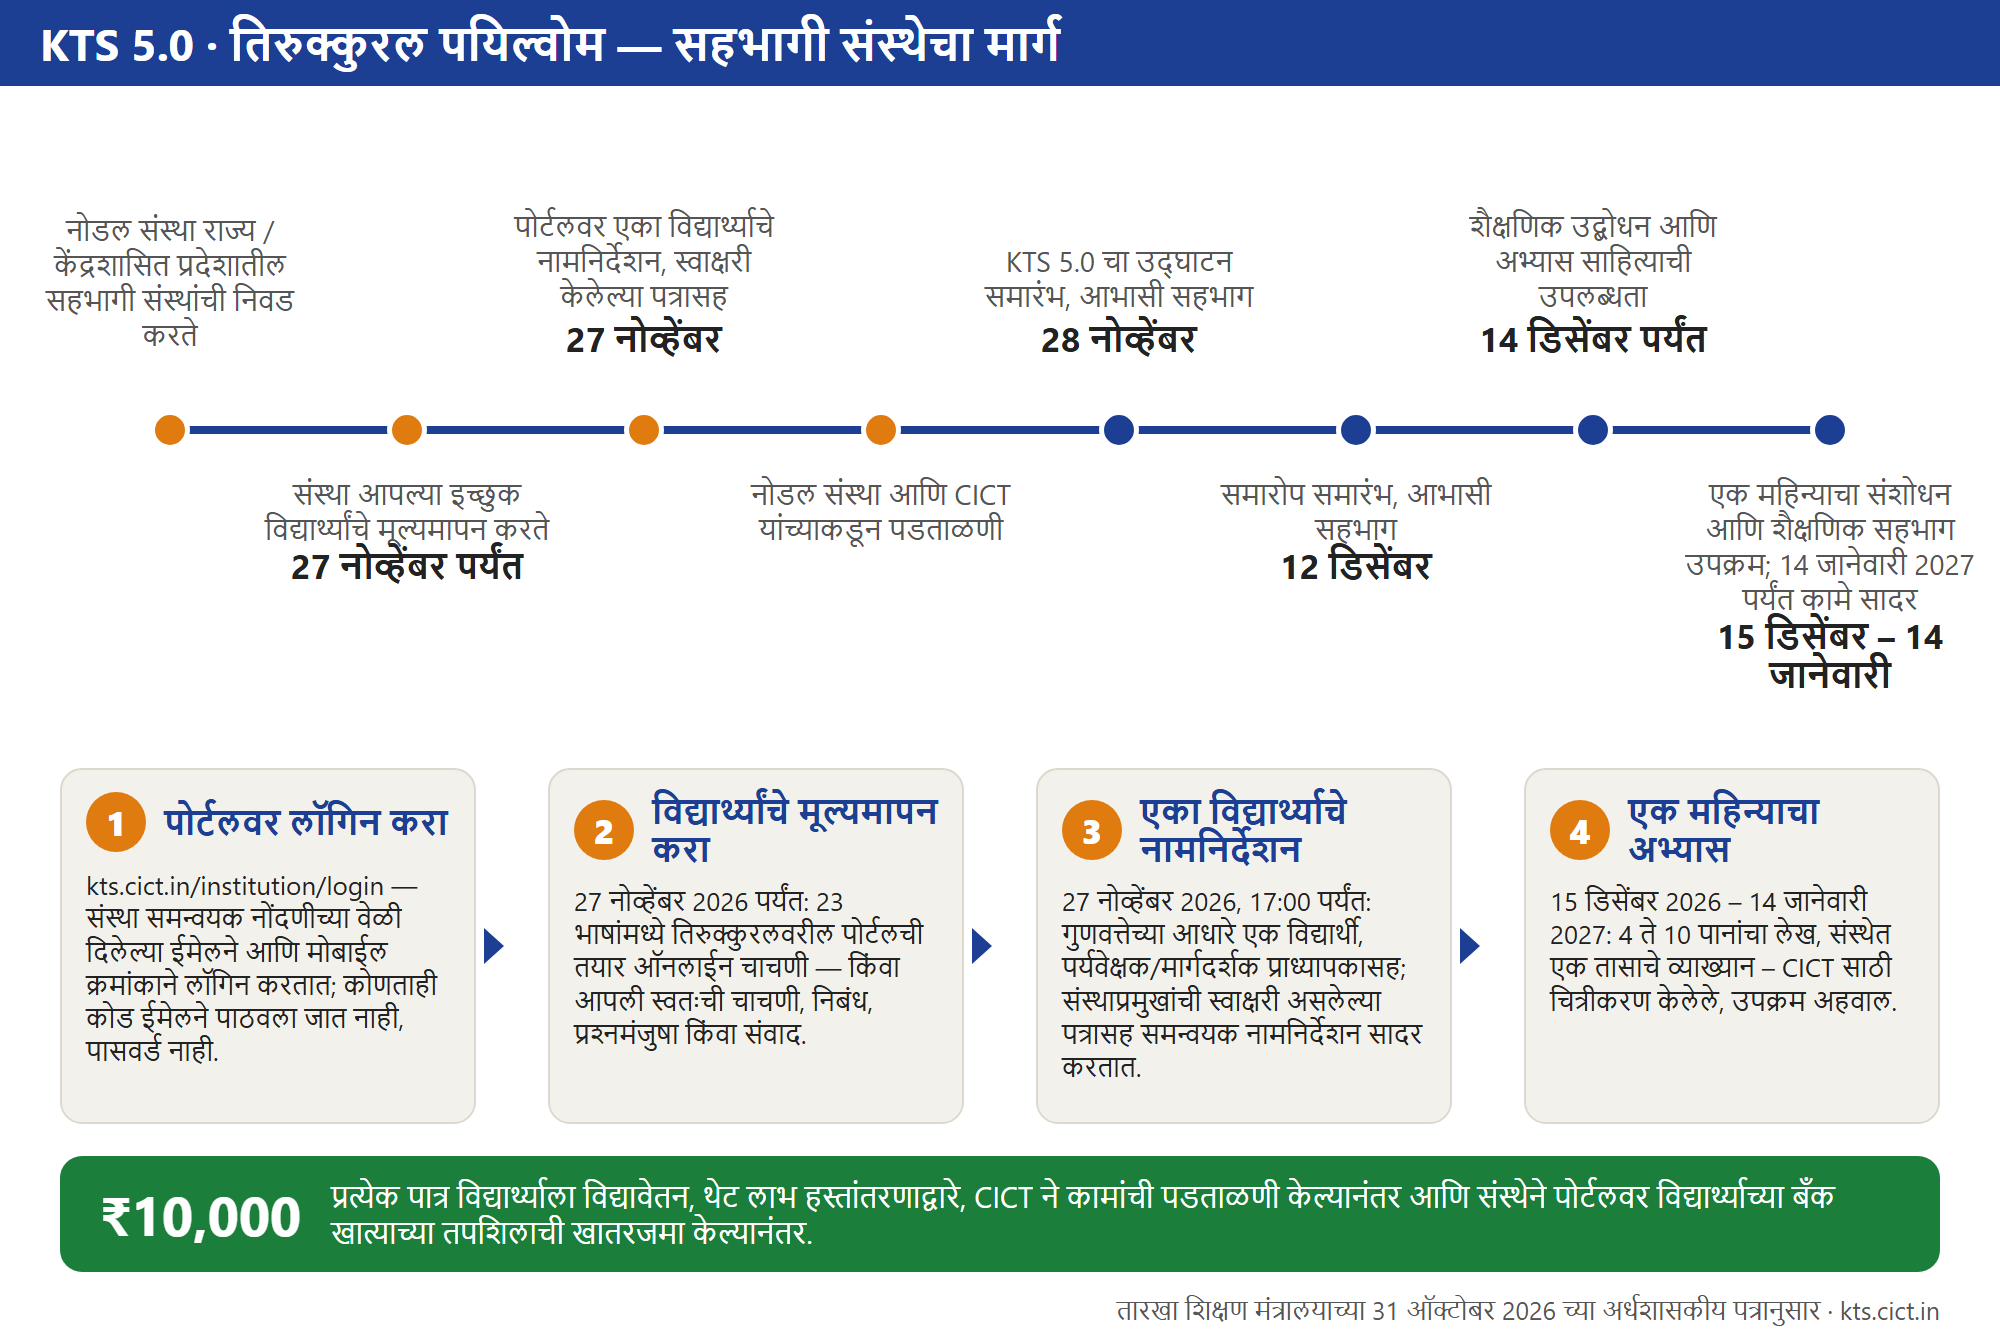 KTS 5.0 · तिरुक्कुरल पयिल्वोम — सहभागी संस्थेचा मार्ग
नोडल संस्था राज्य /
केंद्रशासित प्रदेशातील
सहभागी संस्थांची निवड
करते
संस्था आपल्या इच्छुक
विद्यार्थ्यांचे मूल्यमापन करते
27 नोव्हेंबर पर्यंत
पोर्टलवर एका विद्यार्थ्याचे
नामनिर्देशन, स्वाक्षरी
केलेल्या पत्रासह
27 नोव्हेंबर
नोडल संस्था आणि CICT
यांच्याकडून पडताळणी
KTS 5.0 चा उद्घाटन
समारंभ, आभासी सहभाग
28 नोव्हेंबर
समारोप समारंभ, आभासी
सहभाग
12 डिसेंबर
शैक्षणिक उद्बोधन आणि
अभ्यास साहित्याची
उपलब्धता
14 डिसेंबर पर्यंत
एक महिन्याचा संशोधन
आणि शैक्षणिक सहभाग
उपक्रम; 14 जानेवारी 2027
पर्यंत कामे सादर
15 डिसेंबर – 14
जानेवारी
1 पोर्टलवर लॉगिन करा
kts.cict.in/institution/login —
संस्था समन्वयक नोंदणीच्या वेळी
दिलेल्या ईमेलने आणि मोबाईल
क्रमांकाने लॉगिन करतात; कोणताही
कोड ईमेलने पाठवला जात नाही,
पासवर्ड नाही.
2 विद्यार्थ्यांचे मूल्यमापन
करा
27 नोव्हेंबर 2026 पर्यंत: 23
भाषांमध्ये तिरुक्कुरलवरील पोर्टलची
तयार ऑनलाईन चाचणी — किंवा
आपली स्वतःची चाचणी, निबंध,
प्रश्नमंजुषा किंवा संवाद.
3 एका विद्यार्थ्याचे
नामनिर्देशन
27 नोव्हेंबर 2026, 17:00 पर्यंत:
गुणवत्तेच्या आधारे एक विद्यार्थी,
पर्यवेक्षक/मार्गदर्शक प्राध्यापकासह;
संस्थाप्रमुखांची स्वाक्षरी असलेल्या
पत्रासह समन्वयक नामनिर्देशन सादर
करतात.
4 एक महिन्याचा
अभ्यास
15 डिसेंबर 2026 – 14 जानेवारी
2027: 4 ते 10 पानांचा लेख, संस्थेत
एक तासाचे व्याख्यान – CICT साठी
चित्रीकरण केलेले, उपक्रम अहवाल.
₹10,000
प्रत्येक पात्र विद्यार्थ्याला विद्यावेतन, थेट लाभ हस्तांतरणाद्वारे, CICT ने कामांची पडताळणी केल्यानंतर आणि संस्थेने पोर्टलवर विद्यार्थ्याच्या बँक
खात्याच्या तपशिलाची खातरजमा केल्यानंतर.
तारखा शिक्षण मंत्रालयाच्या 31 ऑक्टोबर 2026 च्या अर्धशासकीय पत्रानुसार · kts.cict.in